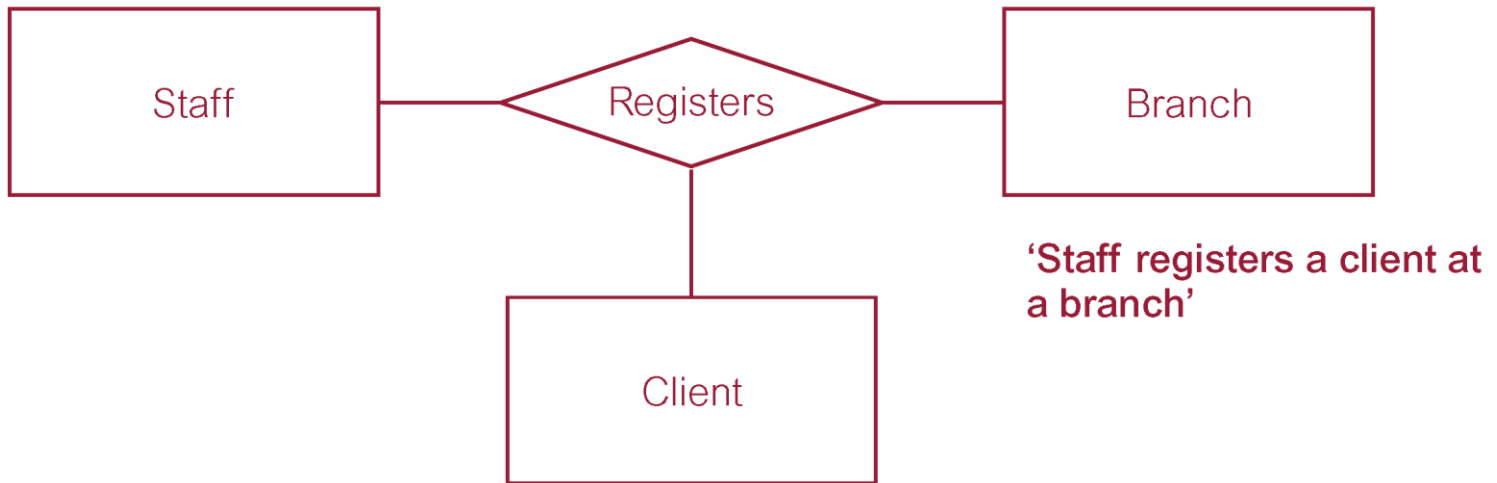 Staff
Registers
Branch
‘Staff registers a client at
a branch’
Client